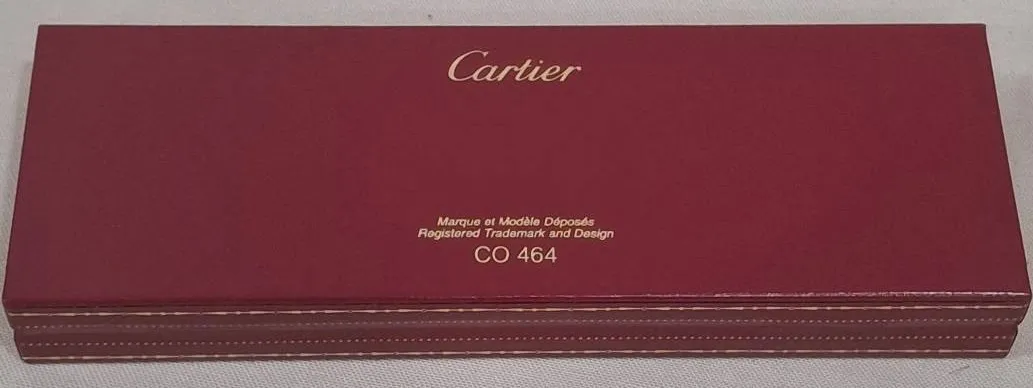 Cartier
Marque et Modèle Déposés
Registered Trademark and Design
CO 464